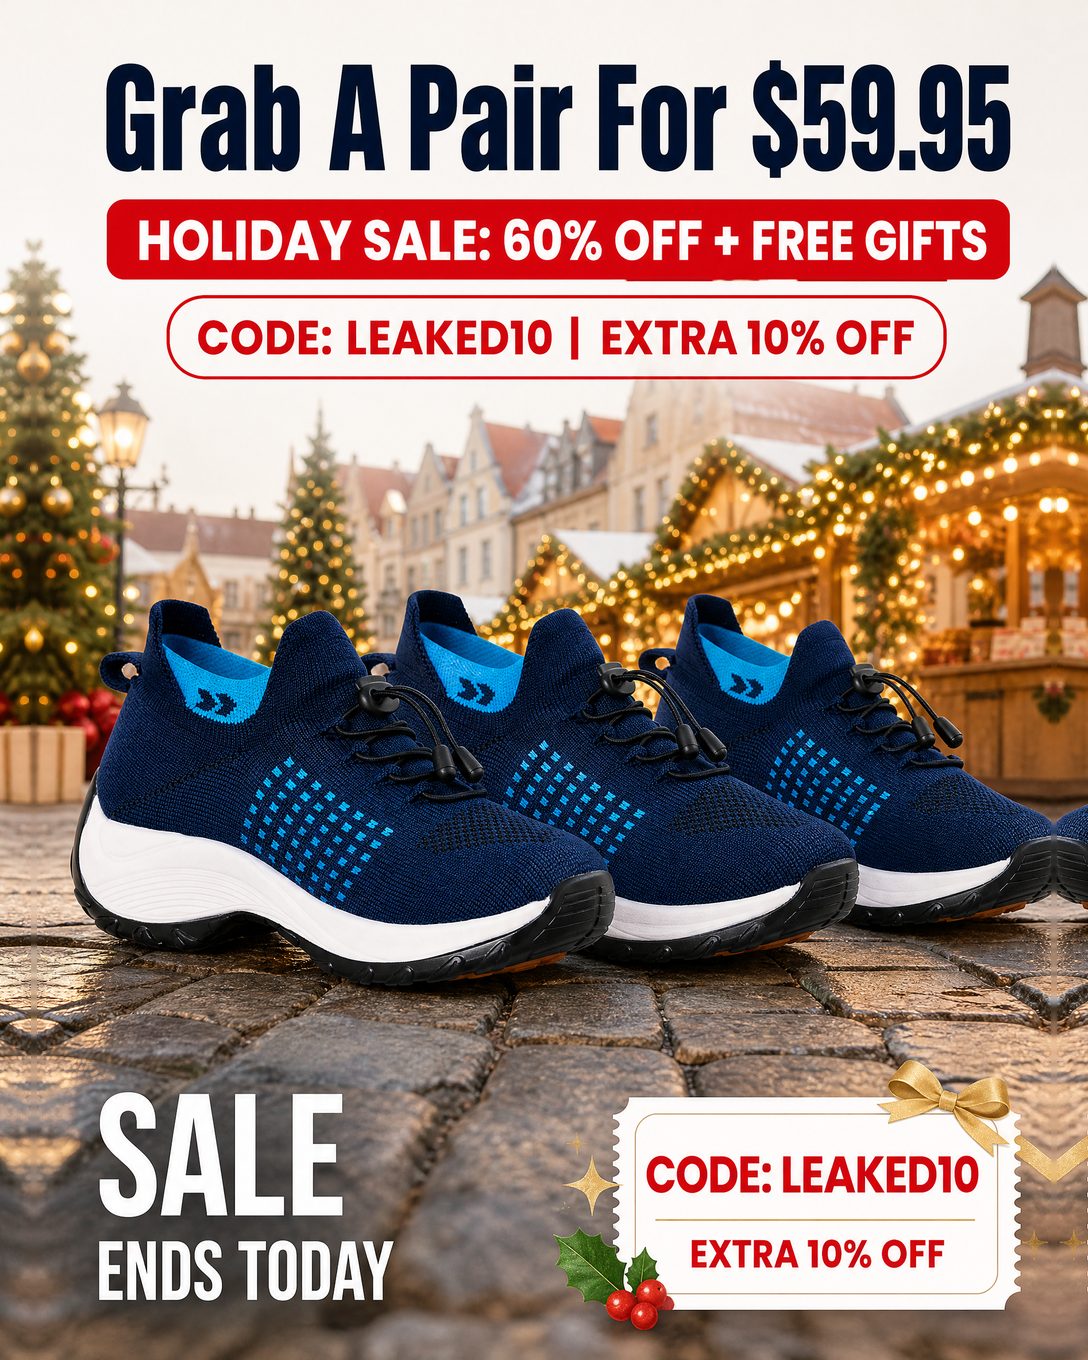 Grab A Pair For $59.95
HOLIDAY SALE: 60% OFF + FREE GIFTS
CODE: LEAKED10 | EXTRA 10% OFF
SALE
ENDS TODAY
CODE: LEAKED10
EXTRA 10% OFF